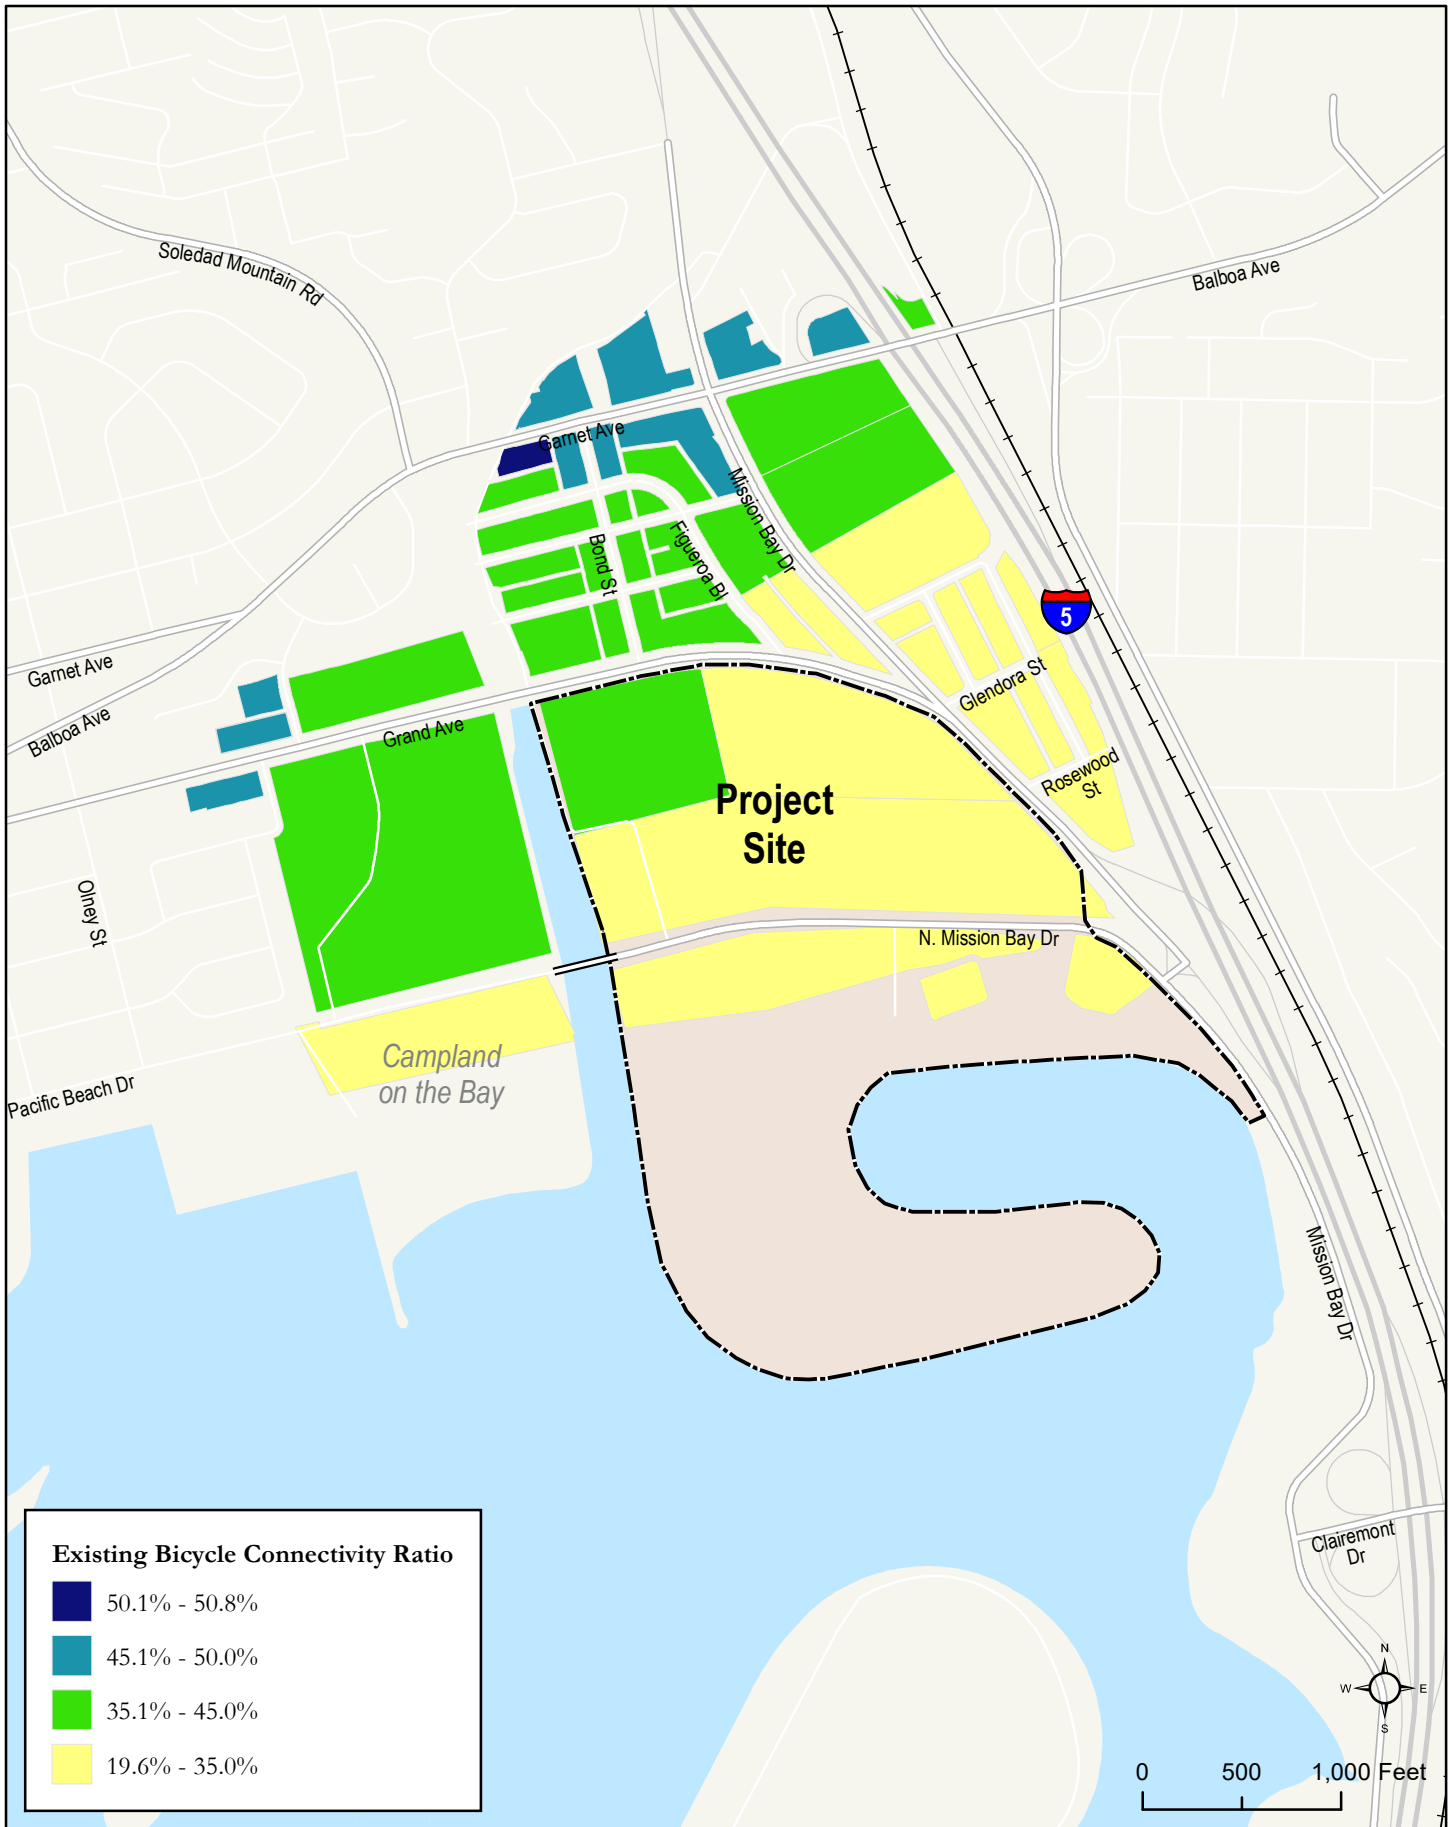 Soledad Mountain Rd
Balboa Ave
Garnet Ave
Mission Bay Dr
Figueroa Bl
Bond St
5
Garnet Ave
Balboa Ave
Grand Ave
Glendora St
Rosewood
St
Project
Site
Olney St
N. Mission Bay Dr
Campland
on the Bay
Pacific Beach Dr
Mission Bay Dr
Clairemont
Dr
Existing Bicycle Connectivity Ratio
50.1% - 50.8%
45.1% - 50.0%
35.1% - 45.0%
19.6% - 35.0%
N
W
E
S
0 500 1,000 Feet